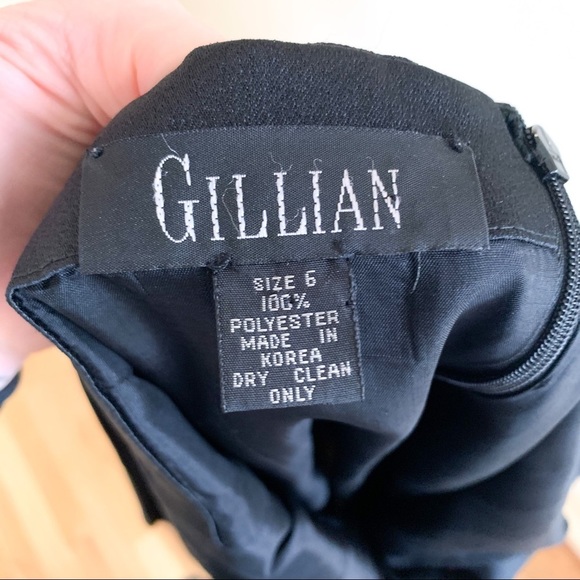 GILLIAN
SIZE 6
100%
POLYESTER
MADE IN
KOREA
DRY CLEAN
ONLY